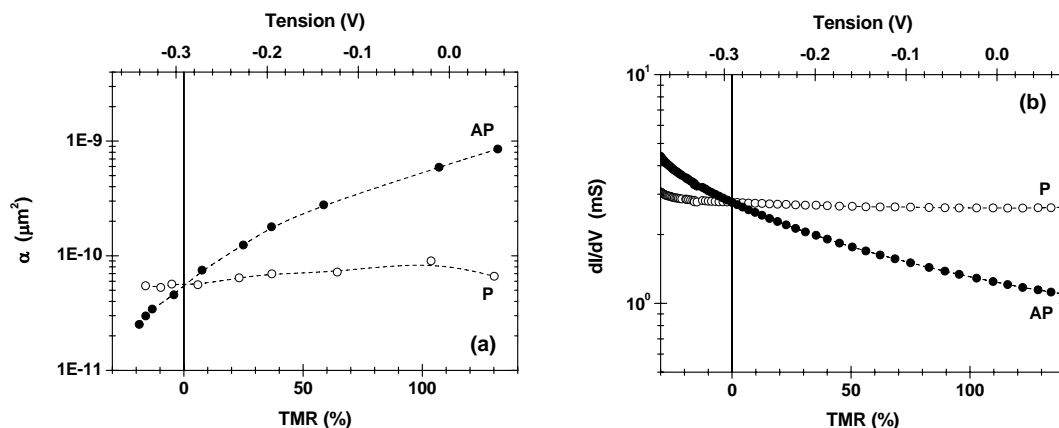 Tension (V)
-0.3 -0.2 -0.1 0.0
1E-9
1E-10
1E-11
α (μm²)
AP
P
(a)
0 50 100
TMR (%)
Tension (V)
-0.3 -0.2 -0.1 0.0
10¹
10⁰
dI/dV (mS)
(b)
P
AP
0 50 100
TMR (%)